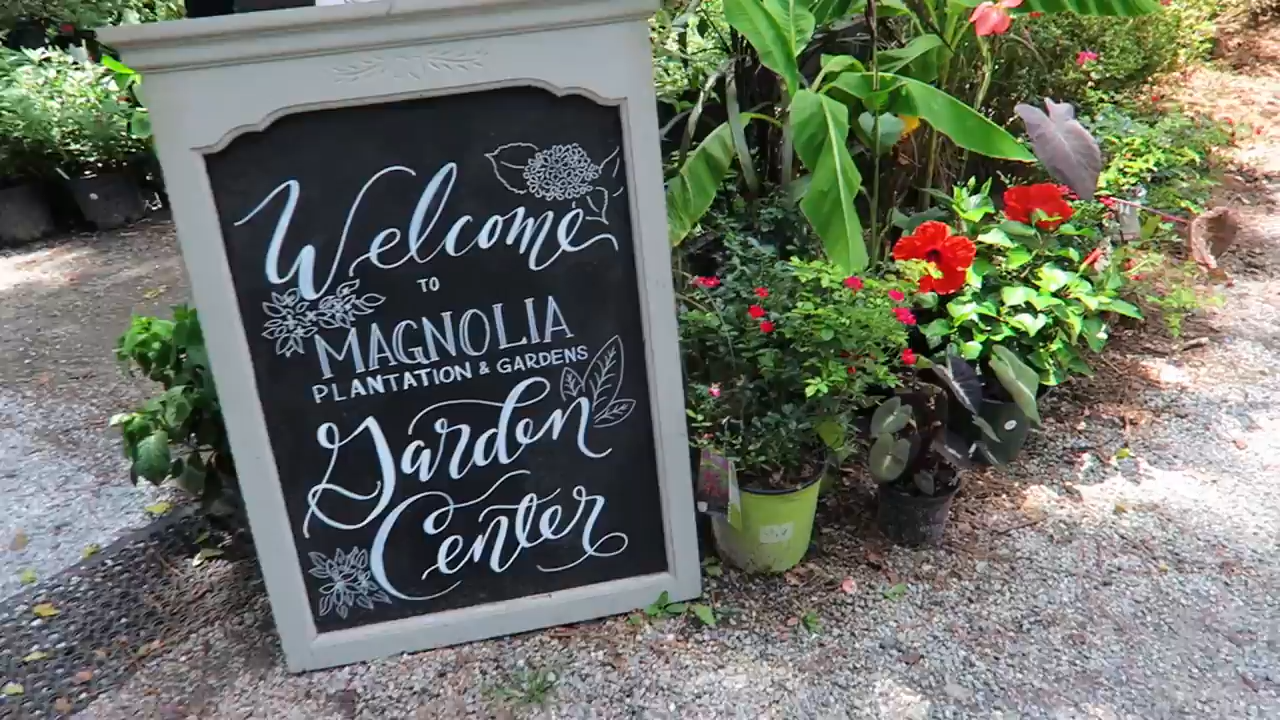 Welcome
TO
MAGNOLIA
PLANTATION & GARDENS
Garden
Center